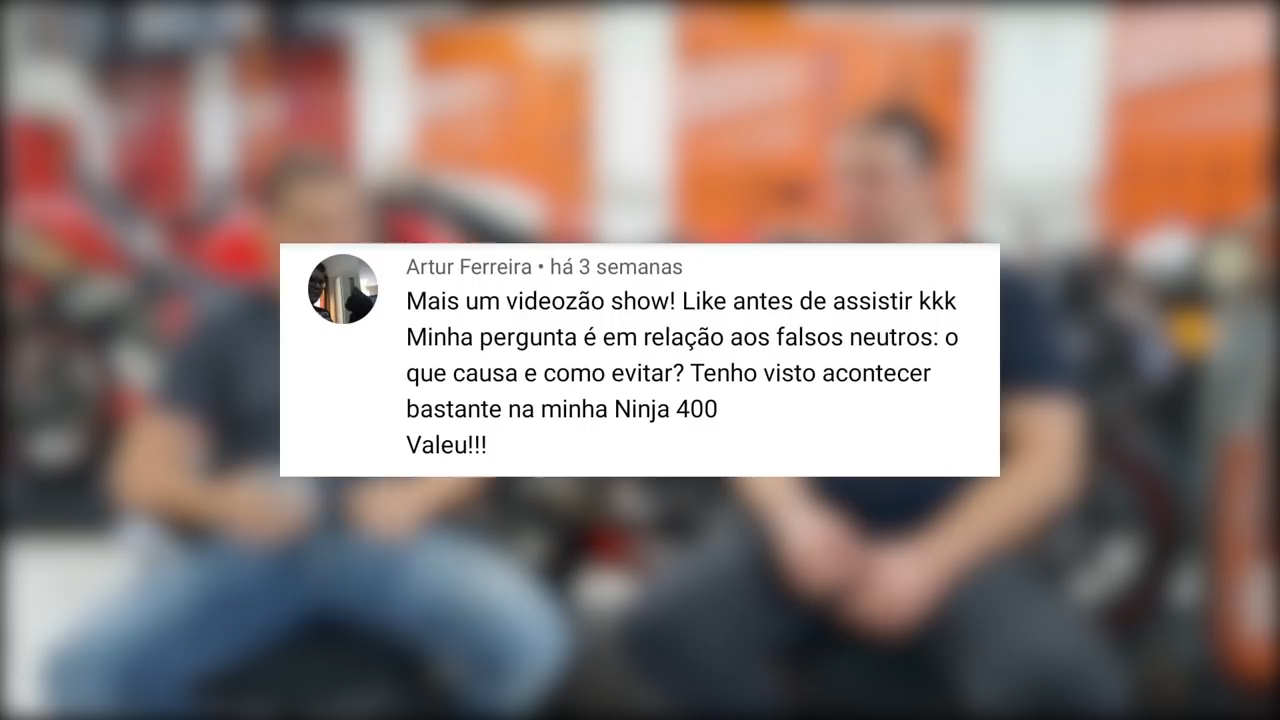 Artur Ferreira • há 3 semanas
Mais um videozão show! Like antes de assistir kkk
Minha pergunta é em relação aos falsos neutros: o
que causa e como evitar? Tenho visto acontecer
bastante na minha Ninja 400
Valeu!!!